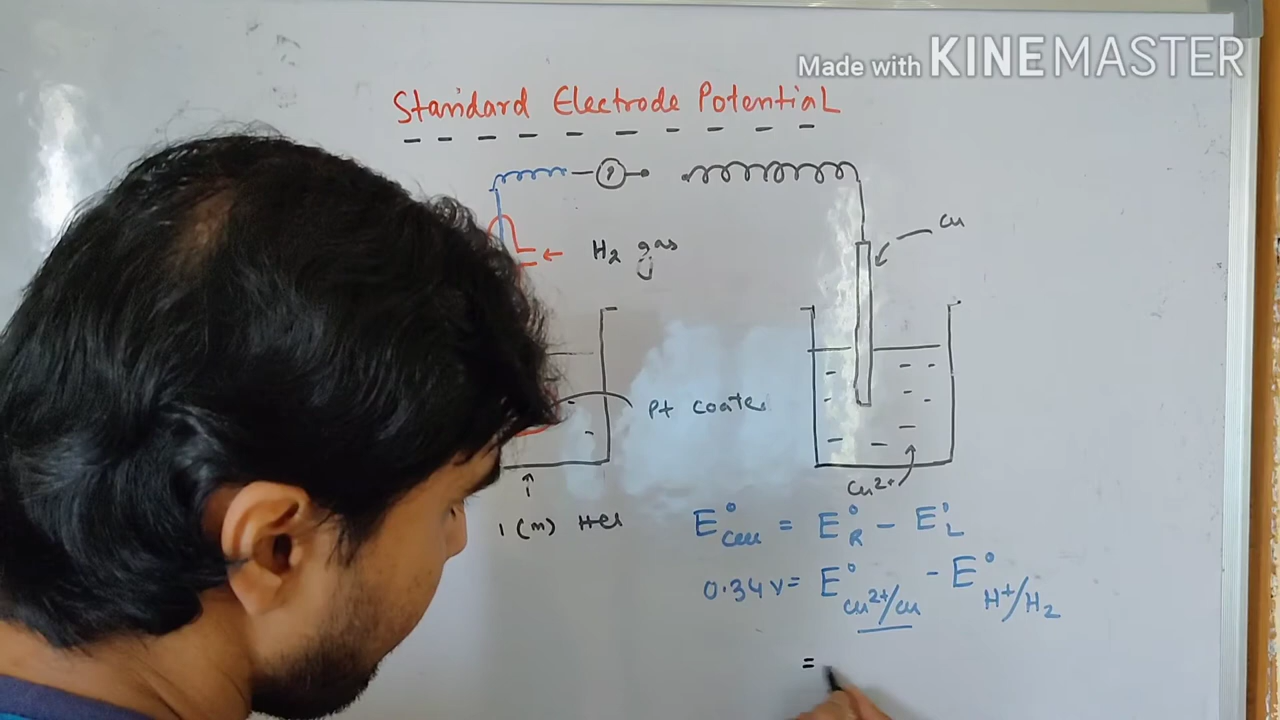 Made with KINEMASTER
Standard Electrode Potential
P
H2 gas
Cu
Pt coated
Cu2+
1 (m) HCl
E°Cell = E°R − E°L
0.34 V = E°Cu2+/Cu − E°H+/H2
=